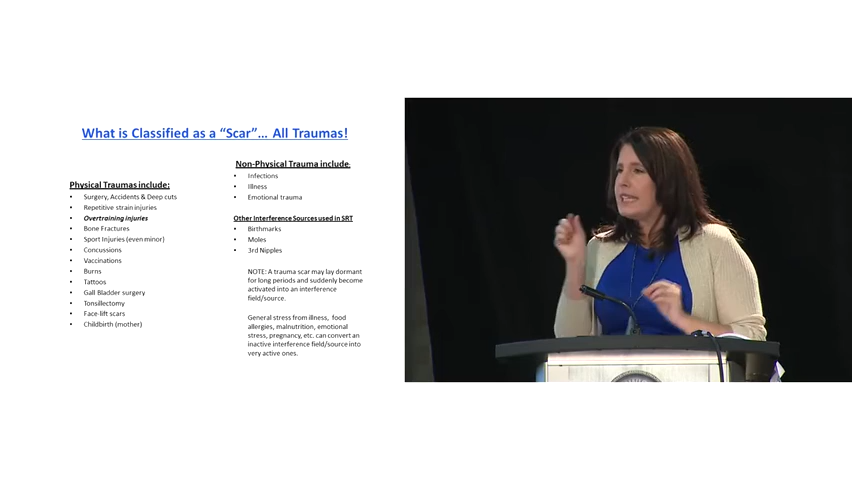 What is Classified as a “Scar”… All Traumas!
Physical Traumas include:
• Surgery, Accidents & Deep cuts
• Repetitive strain injuries
• Overtraining injuries
• Bone Fractures
• Sport Injuries (even minor)
• Concussions
• Vaccinations
• Burns
• Tattoos
• Gall Bladder surgery
• Tonsillectomy
• Face-lift scars
• Childbirth (mother)
Non-Physical Trauma include
• Infections
• Illness
• Emotional trauma
Other Interference Sources used in SRT
• Birthmarks
• Moles
• 3rd Nipples
NOTE: A trauma scar may lay dormant
for long periods and suddenly become
activated into an interference
field/source.
General stress from illness, food
allergies, malnutrition, emotional
stress, pregnancy, etc. can convert an
inactive interference field/source into
very active ones.